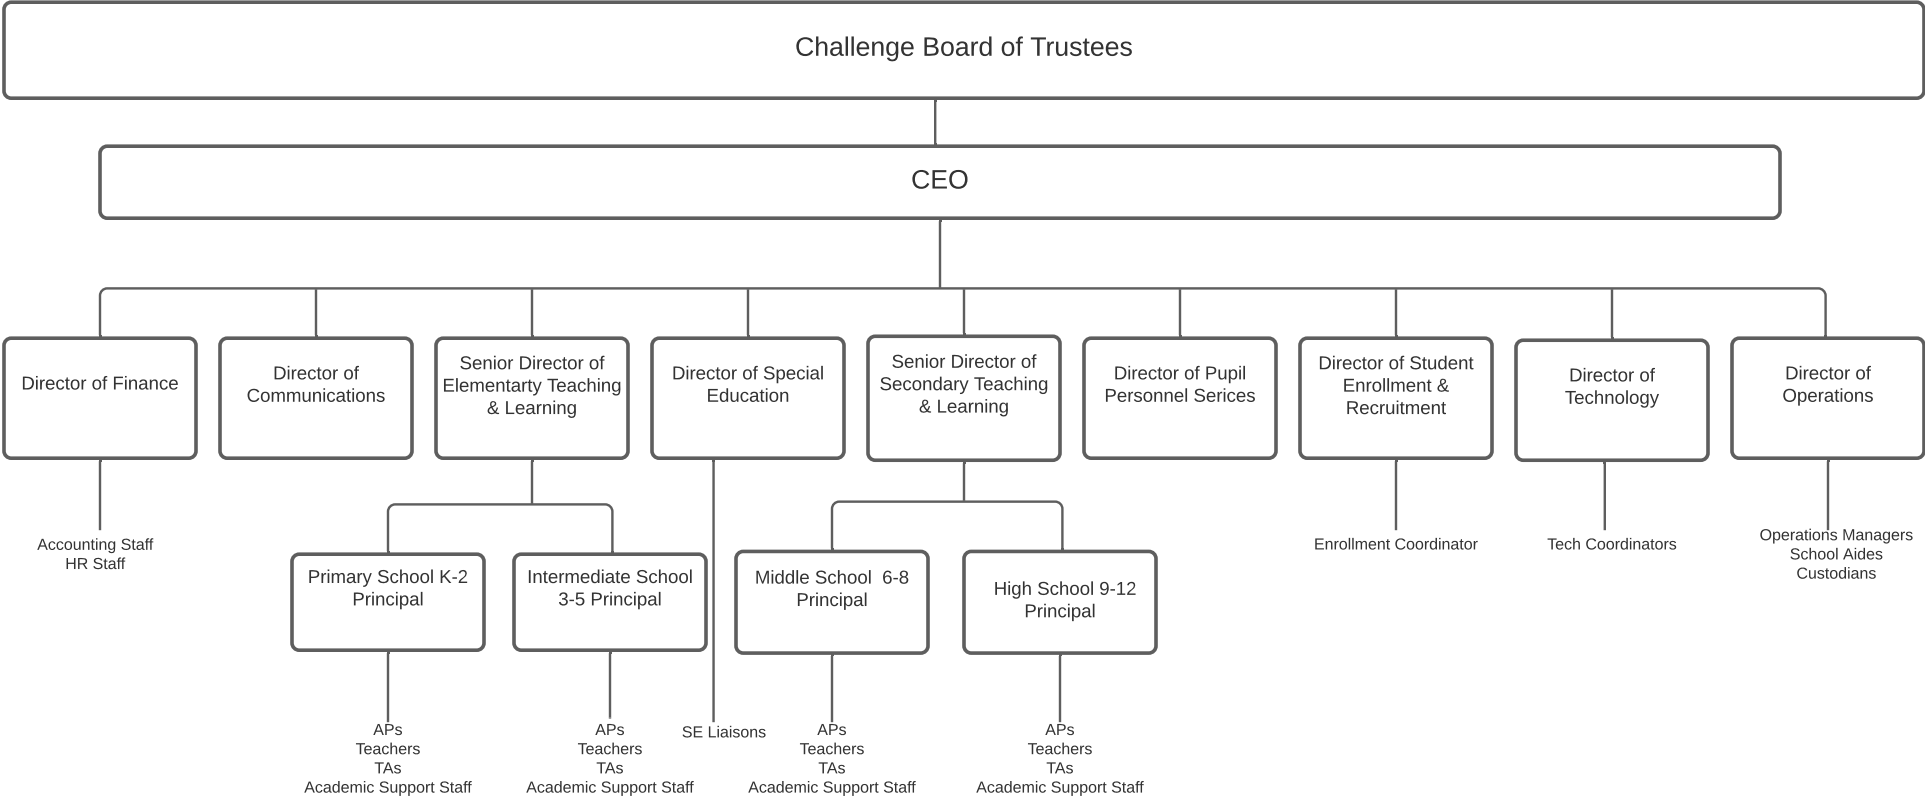 Challenge Board of Trustees
CEO
Director of Finance
Director of
Communications
Senior Director of
Elementarty Teaching
& Learning
Director of Special
Education
Senior Director of
Secondary Teaching
& Learning
Director of Pupil
Personnel Serices
Director of Student
Enrollment &
Recruitment
Director of
Technology
Director of
Operations
Accounting Staff
HR Staff
Enrollment Coordinator
Tech Coordinators
Operations Managers
School Aides
Custodians
Primary School K-2
Principal
Intermediate School
3-5 Principal
Middle School  6-8
Principal
High School 9-12
Principal
APs
Teachers
TAs
Academic Support Staff
APs
Teachers
TAs
Academic Support Staff
SE Liaisons
APs
Teachers
TAs
Academic Support Staff
APs
Teachers
TAs
Academic Support Staff